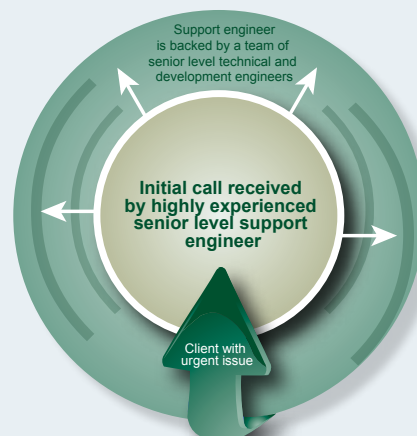 Support engineer
is backed by a team of
senior level technical and
development engineers
Initial call received
by highly experienced
senior level support
engineer
Client with
urgent issue